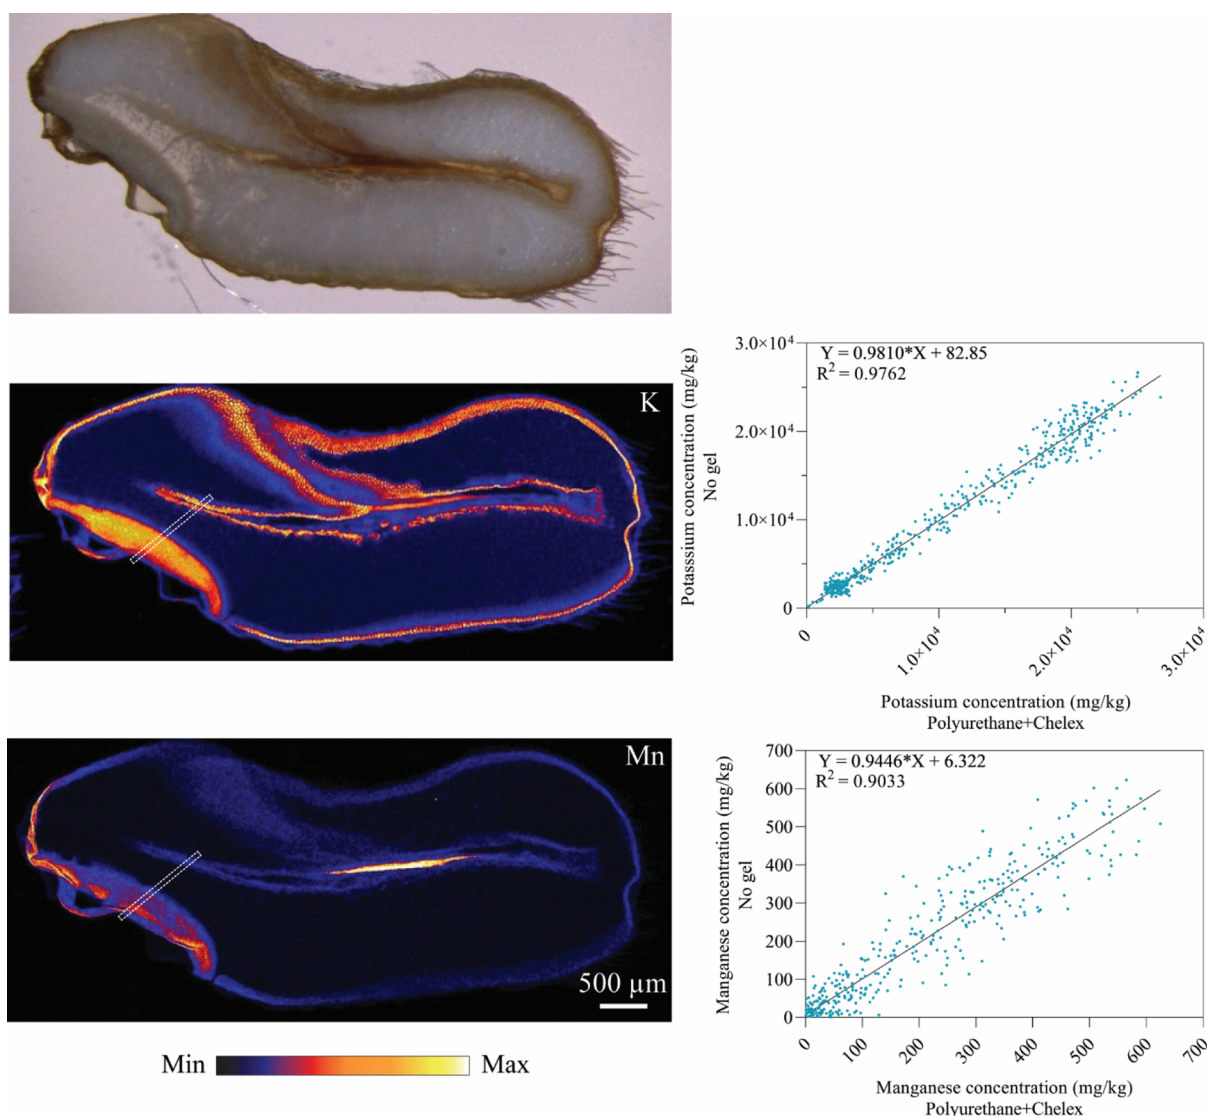 K
3.0×10⁴
2.0×10⁴
1.0×10⁴
0
Potasssium concentration (mg/kg)
No gel
Y = 0.9810*X + 82.85
R² = 0.9762
0
1.0×10⁴
2.0×10⁴
3.0×10⁴
Potassium concentration (mg/kg)
Polyurethane+Chelex
Mn
500 µm
700
600
500
400
300
200
100
0
Manganese concentration (mg/kg)
No gel
Y = 0.9446*X + 6.322
R² = 0.9033
0
100
200
300
400
500
600
700
Manganese concentration (mg/kg)
Polyurethane+Chelex
Min
Max